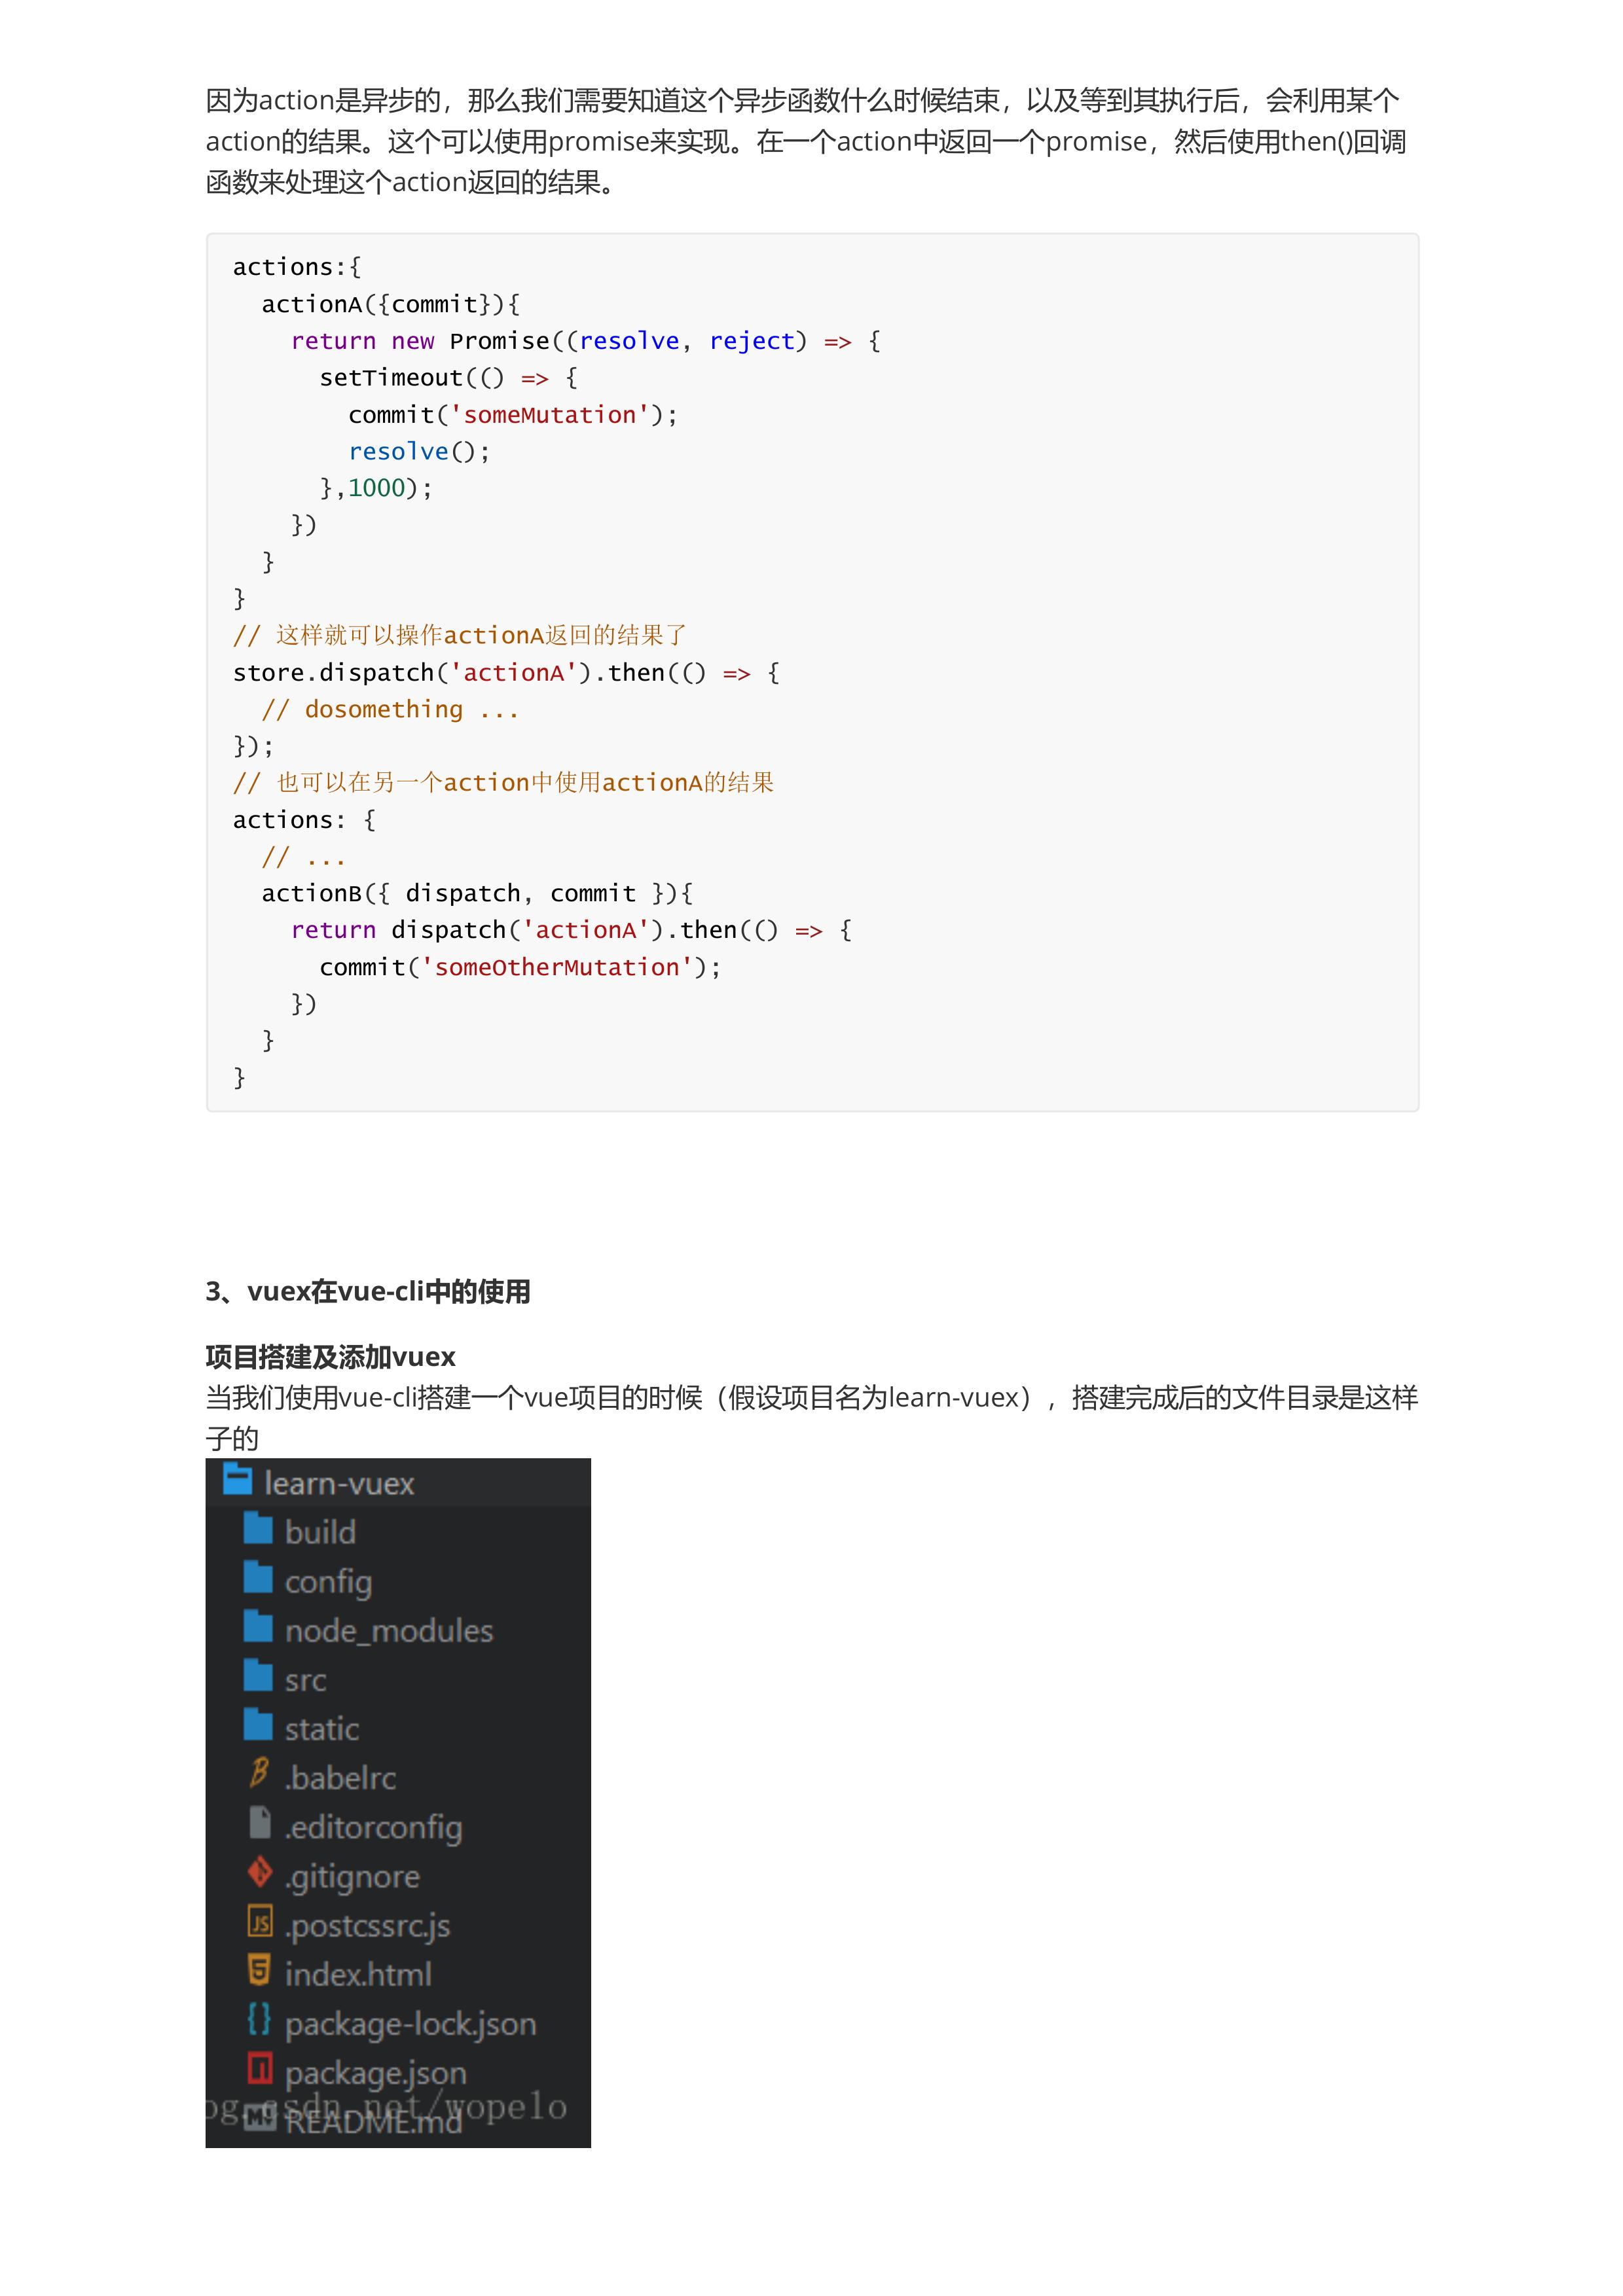 因为action是异步的，那么我们需要知道这个异步函数什么时候结束，以及等到其执行后，会利用某个
action的结果。这个可以使用promise来实现。在一个action中返回一个promise，然后使用then()回调
函数来处理这个action返回的结果。
actions:{
  actionA({commit}){
    return new Promise((resolve, reject) => {
      setTimeout(() => {
        commit('someMutation');
        resolve();
      },1000);
    })
  }
}
// 这样就可以操作actionA返回的结果了
store.dispatch('actionA').then(() => {
  // dosomething ...
});
// 也可以在另一个action中使用actionA的结果
actions: {
  // ...
  actionB({ dispatch, commit }){
    return dispatch('actionA').then(() => {
      commit('someOtherMutation');
    })
  }
}
3、vuex在vue-cli中的使用
项目搭建及添加vuex
当我们使用vue-cli搭建一个vue项目的时候（假设项目名为learn-vuex），搭建完成后的文件目录是这样
子的
learn-vuex
build
config
node_modules
src
static
.babelrc
.editorconfig
.gitignore
.postcssrc.js
index.html
package-lock.json
package.json
og.csdn.net/wopelo
README.md